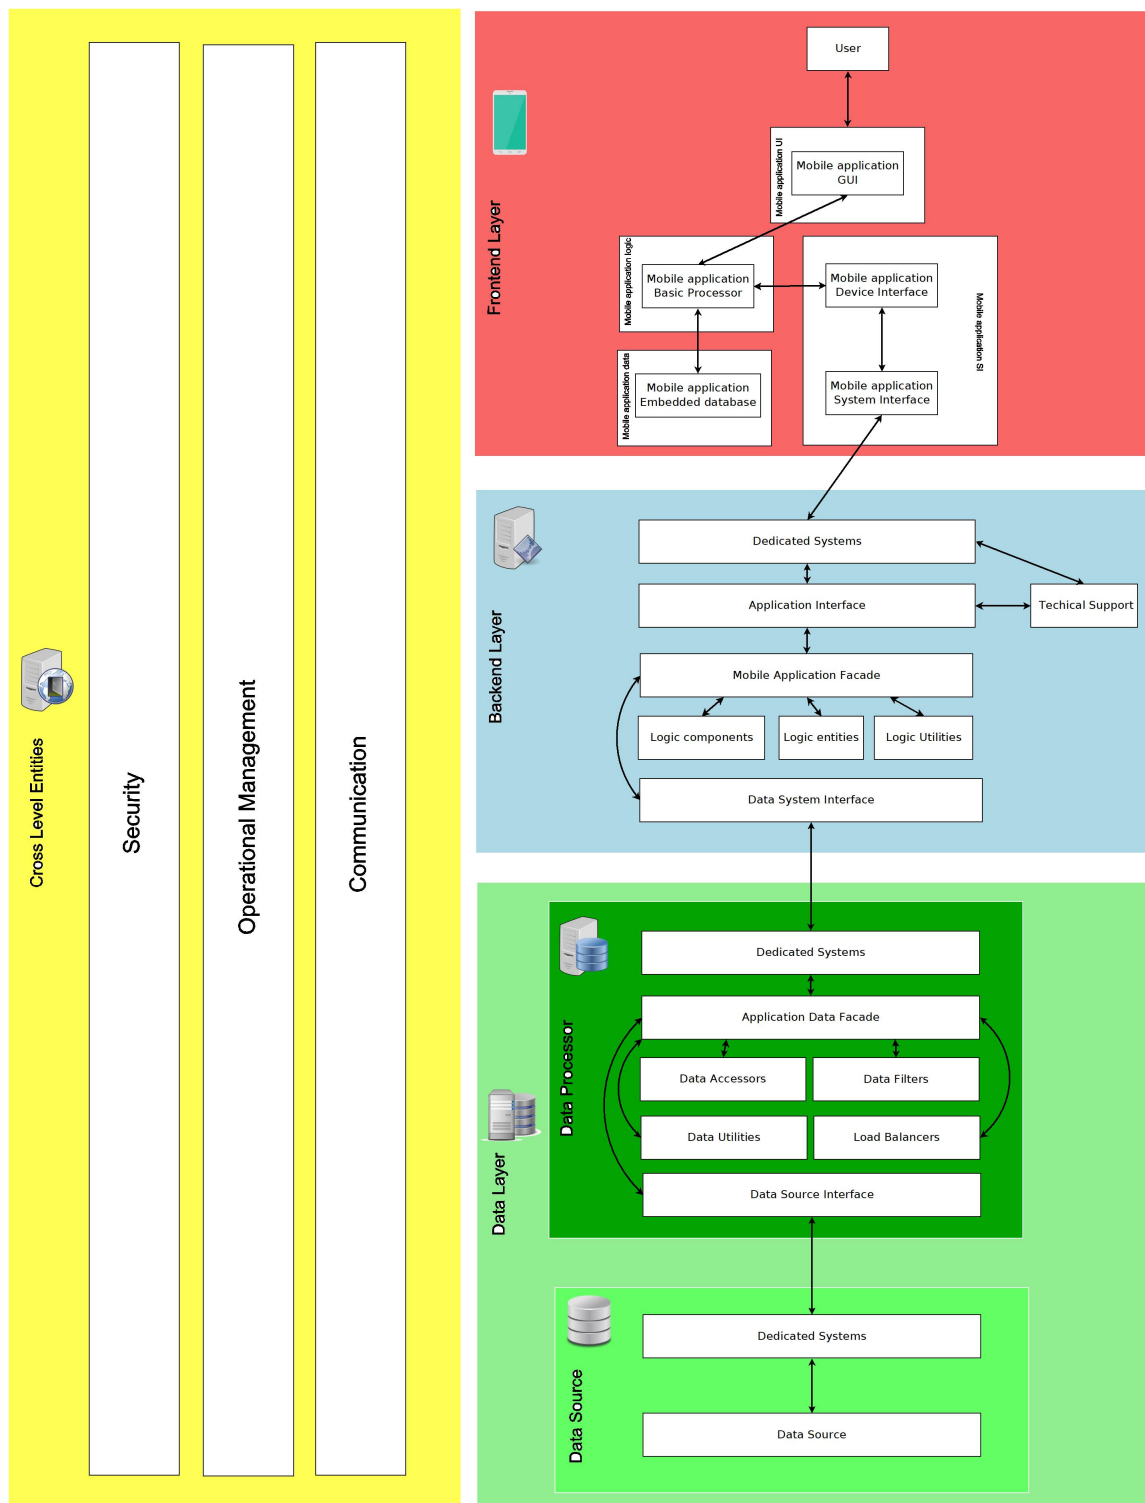 Cross Level Entities
Security
Operational Management
Communication
Frontend Layer
User
Mobile application UI
Mobile application
GUI
Mobile application logic
Mobile application
Basic Processor
Mobile application
Device Interface
Mobile application SI
Mobile application data
Mobile application
Embedded database
Mobile application
System Interface
Backend Layer
Dedicated Systems
Application Interface
Techical Support
Mobile Application Facade
Logic components
Logic entities
Logic Utilities
Data System Interface
Data Layer
Data Processor
Dedicated Systems
Application Data Facade
Data Accessors
Data Filters
Data Utilities
Load Balancers
Data Source Interface
Data Source
Dedicated Systems
Data Source